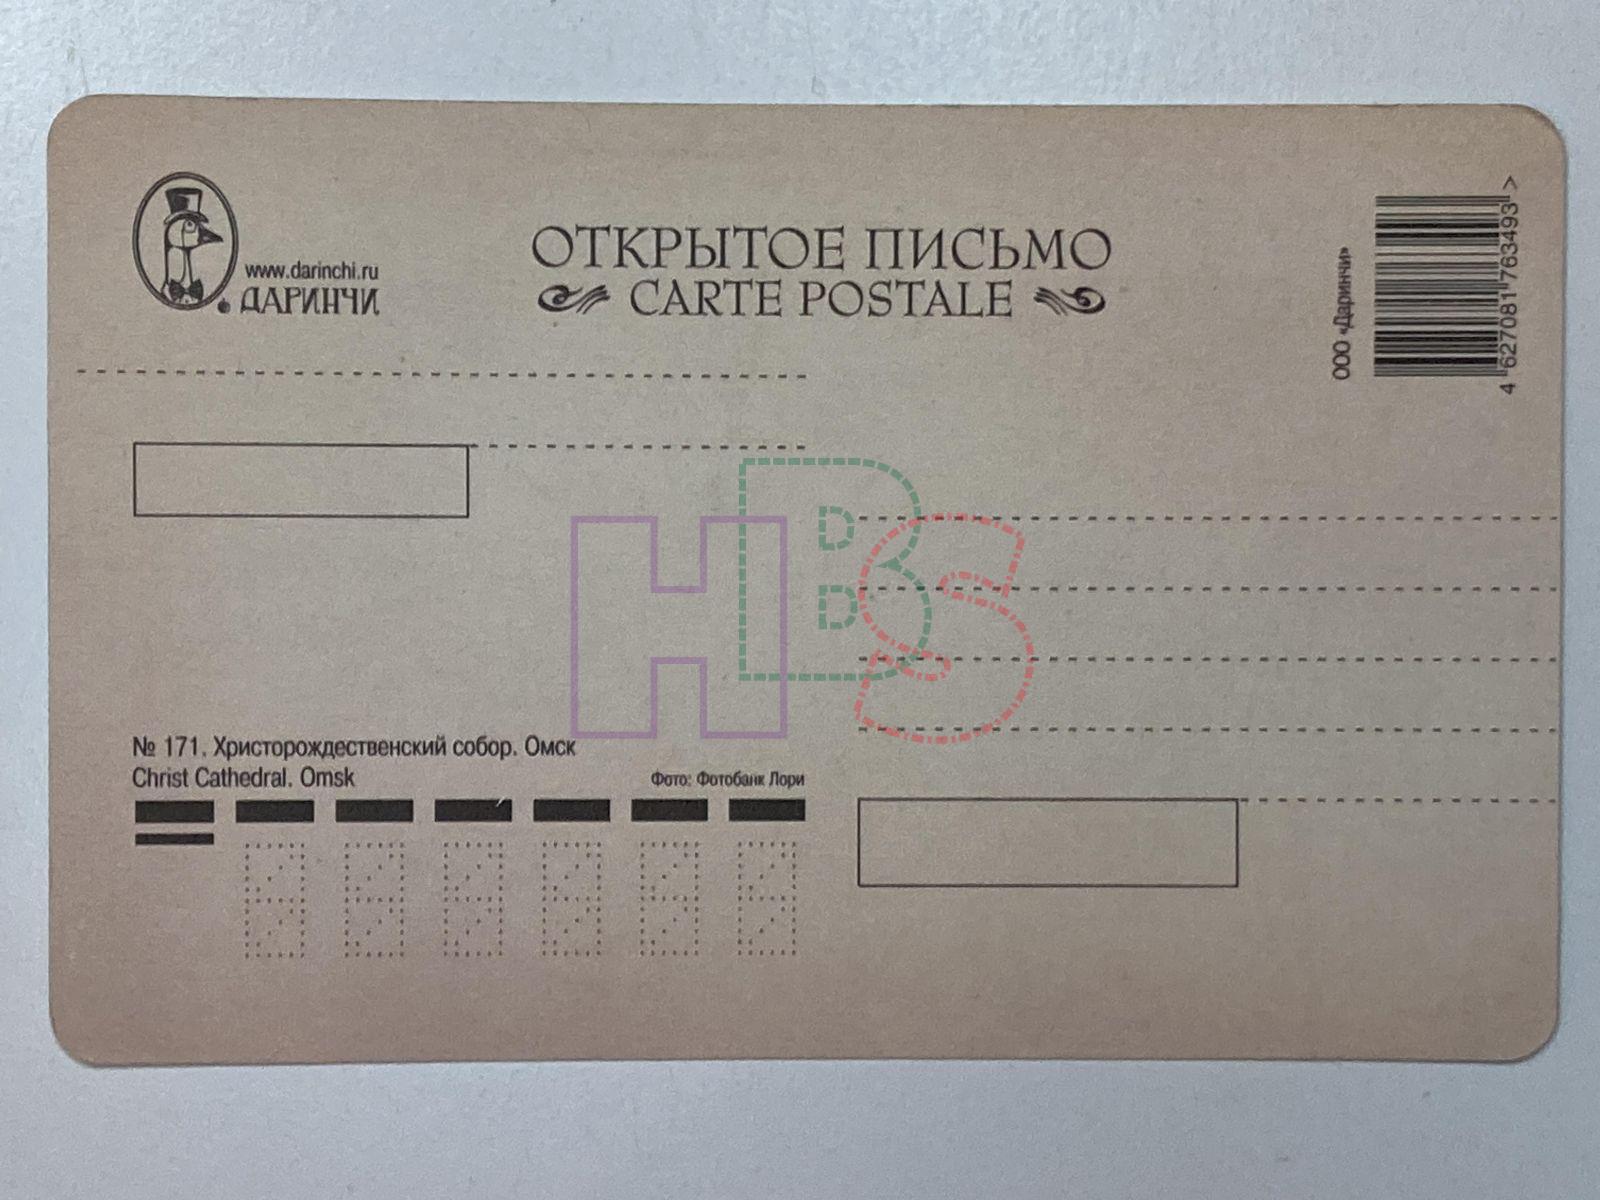 www.darinchi.ru
ДАРИНЧИ
ОТКРЫТОЕ ПИСЬМО
CARTE POSTALE
ООО «Даринчи»
4 627081 763493 >
HBS
№ 171. Христорождественский собор. Омск
Christ Cathedral. Omsk
Фото: Фотобанк Лори